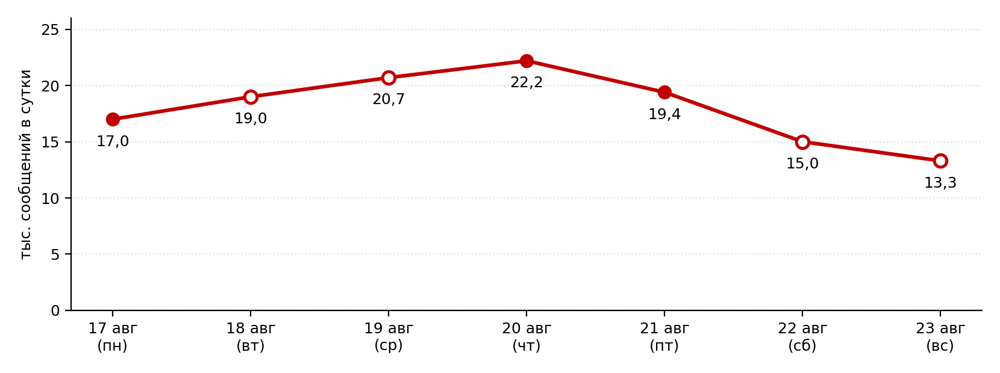 тыс. сообщений в сутки
25
20
15
10
5
0
17,0
19,0
20,7
22,2
19,4
15,0
13,3
17 авг
(пн)
18 авг
(вт)
19 авг
(ср)
20 авг
(чт)
21 авг
(пт)
22 авг
(сб)
23 авг
(вс)